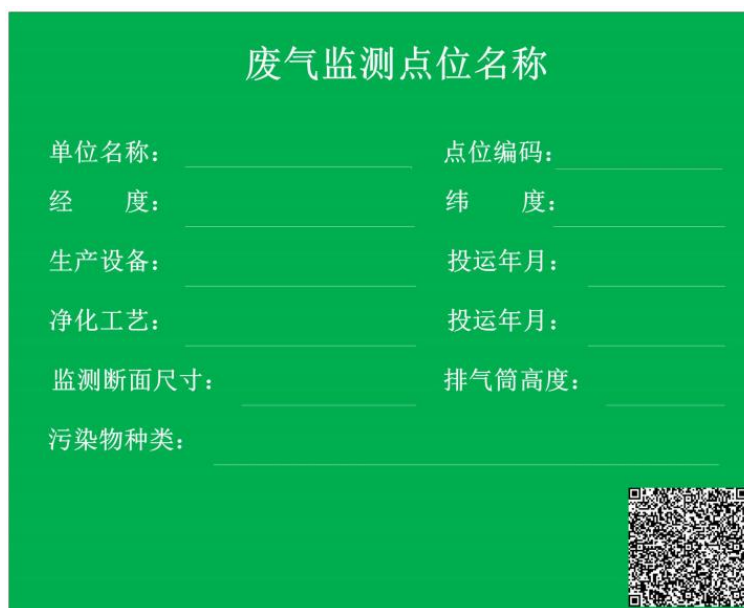 废气监测点位名称
单位名称： 点位编码：
经 度： 纬 度：
生产设备： 投运年月：
净化工艺： 投运年月：
监测断面尺寸： 排气筒高度：
污染物种类：